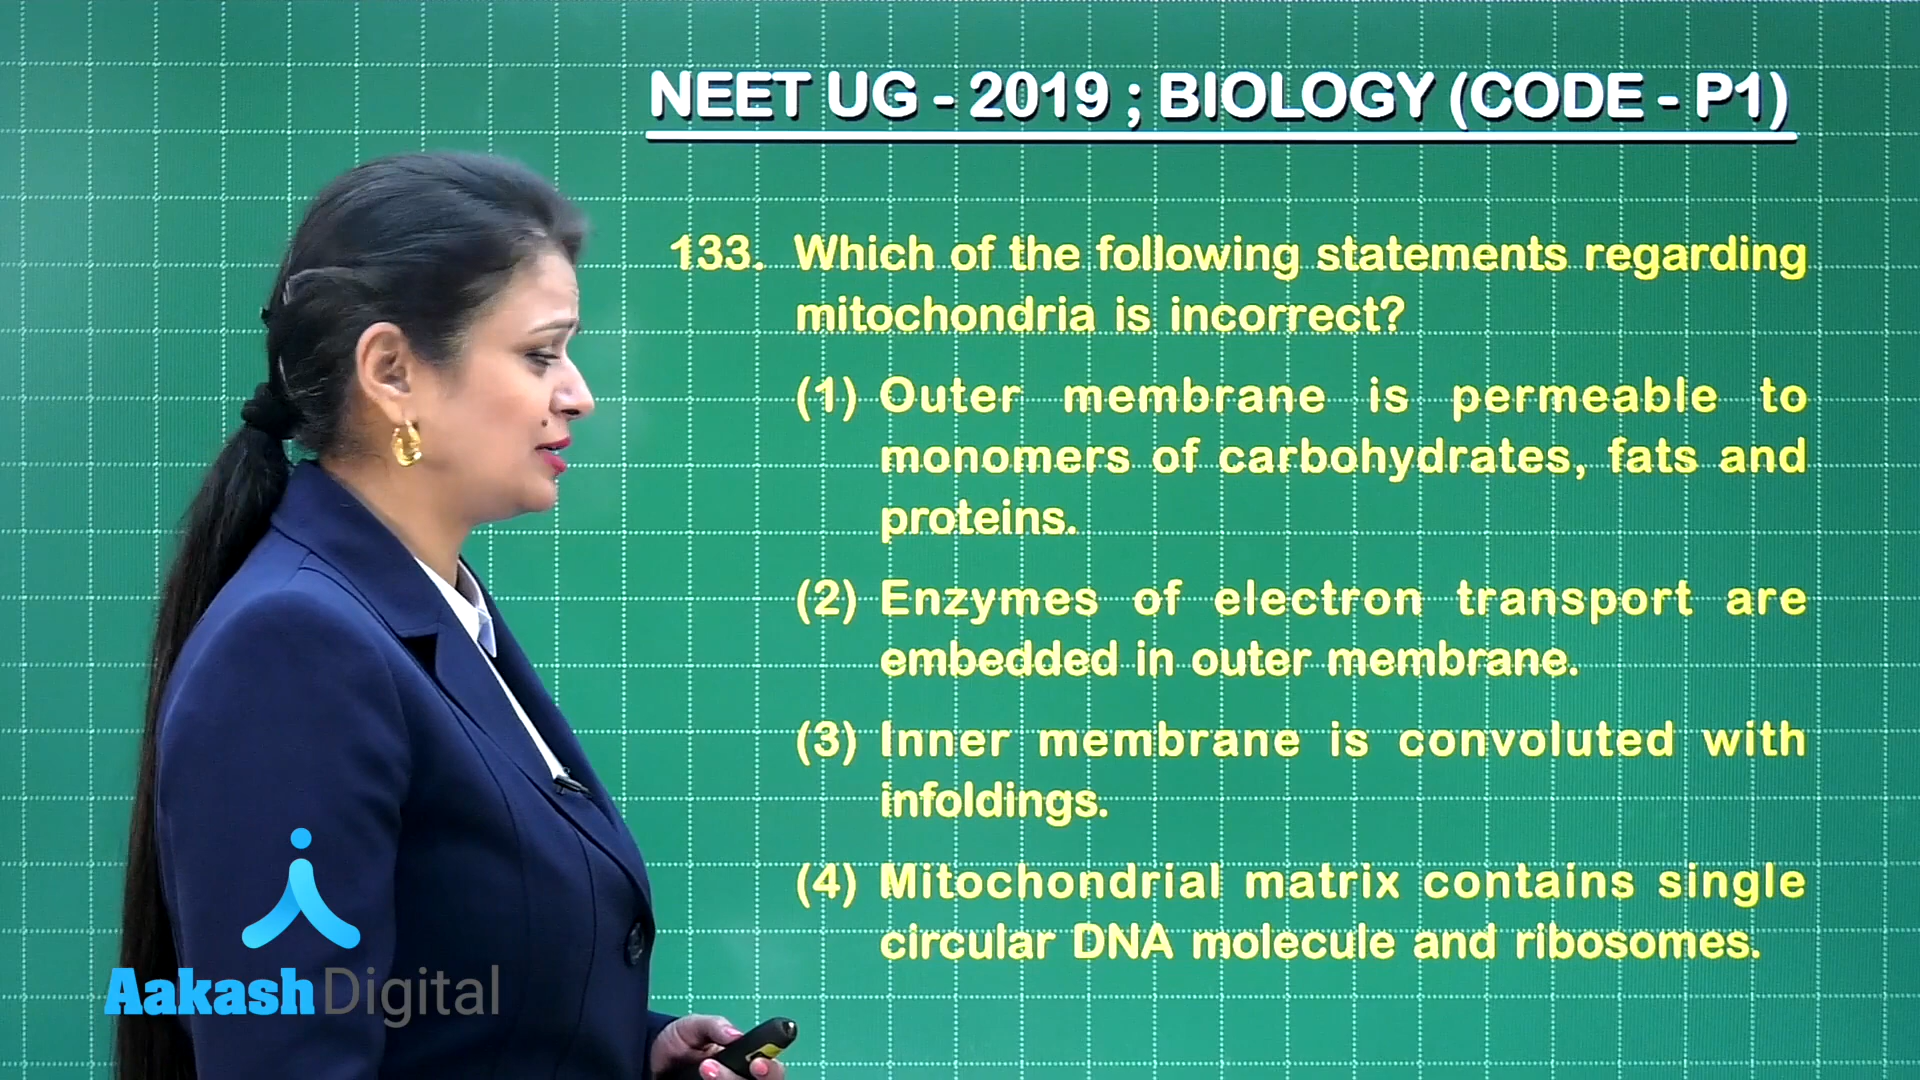 NEET UG - 2019 ; BIOLOGY (CODE - P1)
133. Which of the following statements regarding
mitochondria is incorrect?
(1) Outer membrane is permeable to
monomers of carbohydrates, fats and
proteins.
(2) Enzymes of electron transport are
embedded in outer membrane.
(3) Inner membrane is convoluted with
infoldings.
(4) Mitochondrial matrix contains single
circular DNA molecule and ribosomes.
Aakash Digital